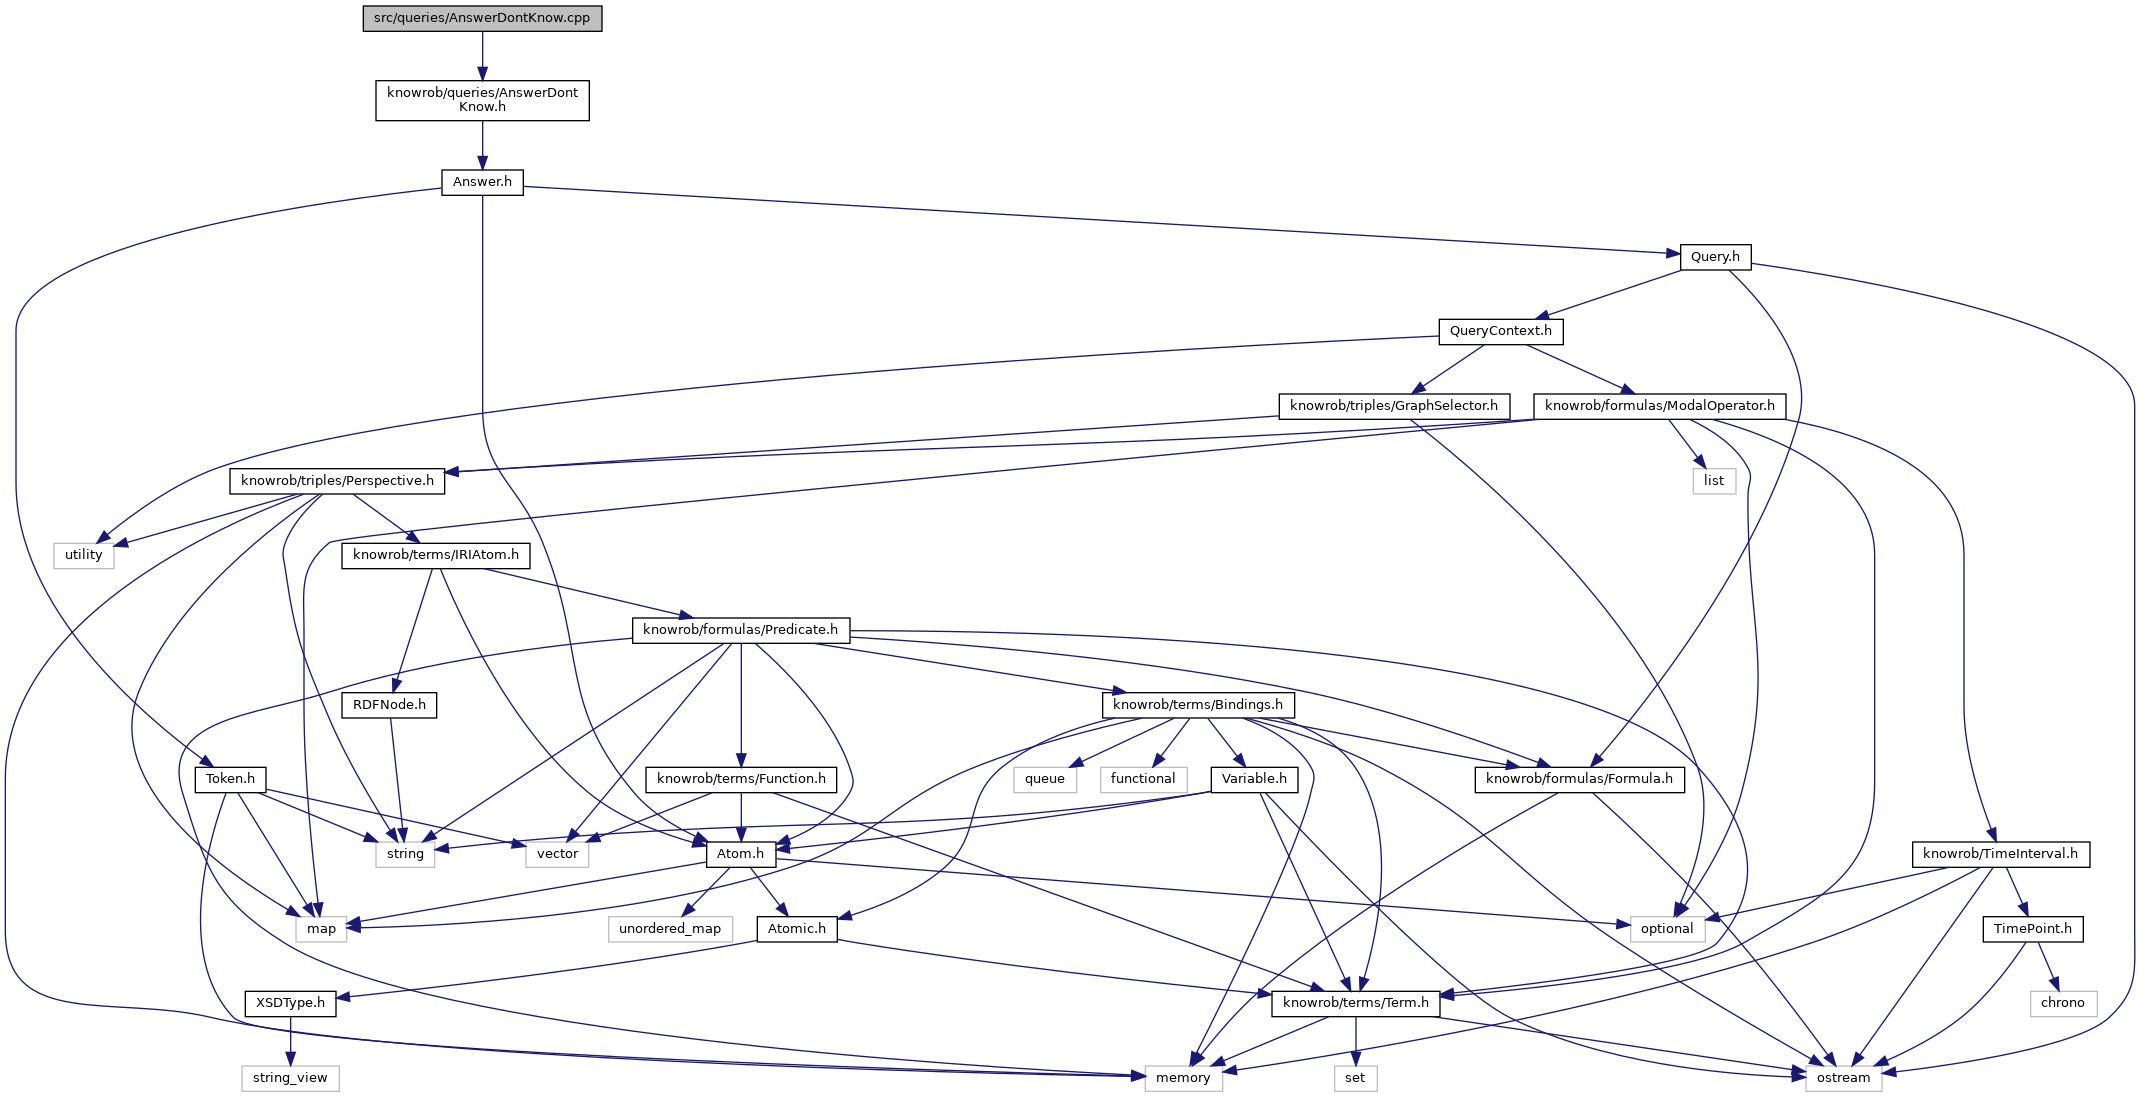 src/queries/AnswerDontKnow.cpp
knowrob/queries/AnswerDont
Know.h
Answer.h
Query.h
QueryContext.h
knowrob/triples/GraphSelector.h
knowrob/formulas/ModalOperator.h
knowrob/triples/Perspective.h
list
utility
knowrob/terms/IRIAtom.h
knowrob/formulas/Predicate.h
RDFNode.h
knowrob/terms/Bindings.h
Token.h
knowrob/terms/Function.h
queue
functional
Variable.h
knowrob/formulas/Formula.h
string
vector
Atom.h
knowrob/TimeInterval.h
map
unordered_map
Atomic.h
optional
TimePoint.h
XSDType.h
knowrob/terms/Term.h
chrono
string_view
memory
set
ostream